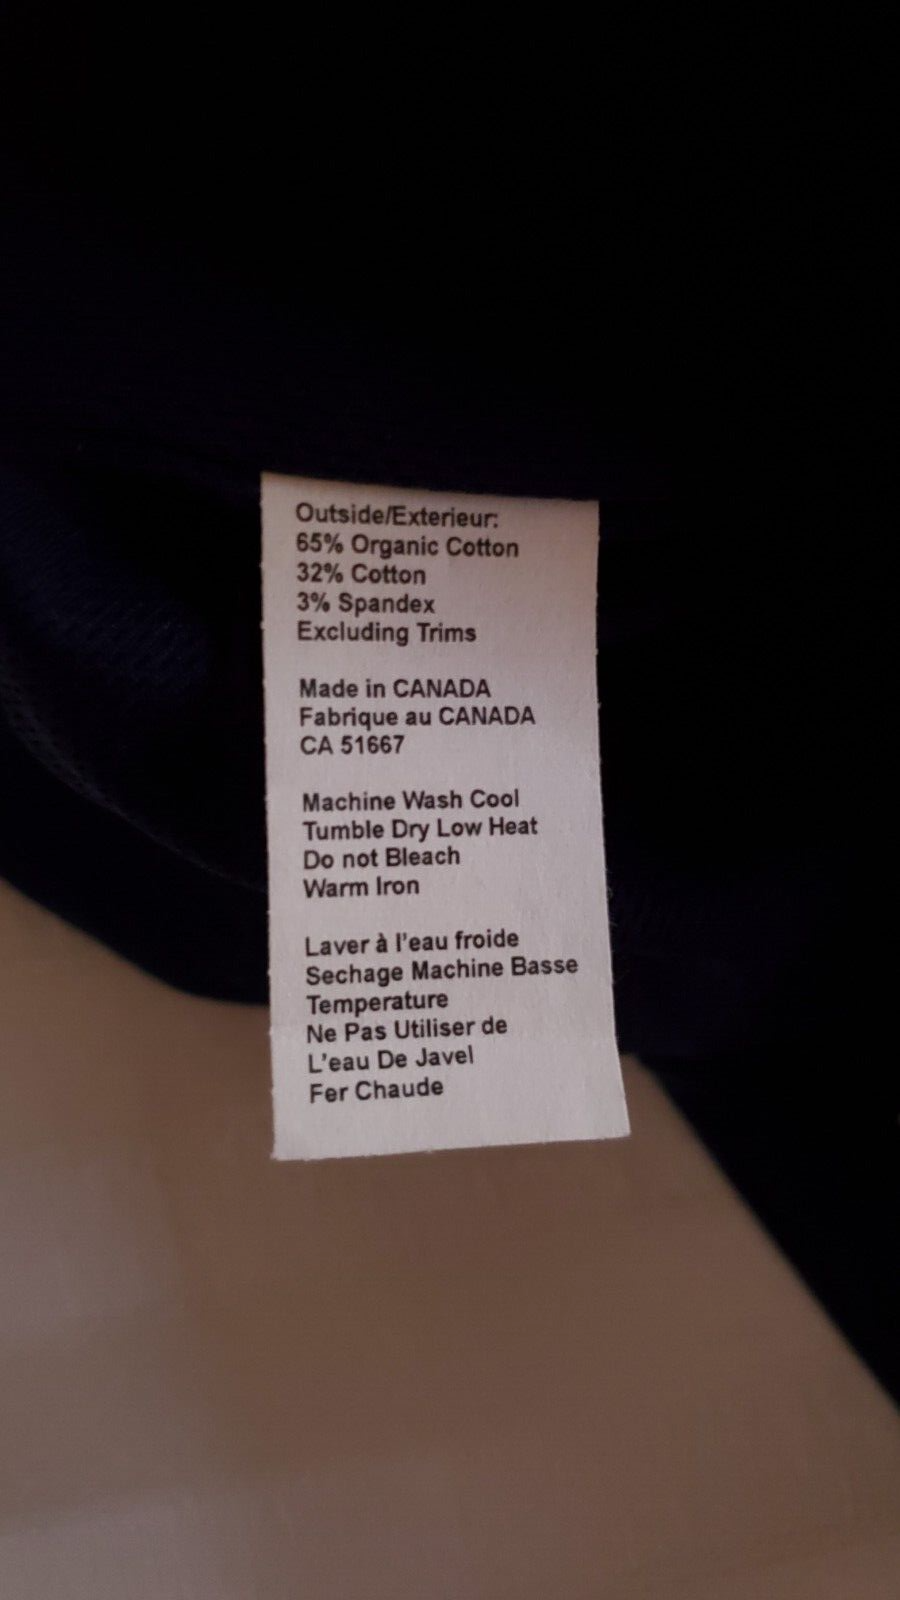 Outside/Exterieur:
65% Organic Cotton
32% Cotton
3% Spandex
Excluding Trims
Made in CANADA
Fabrique au CANADA
CA 51667
Machine Wash Cool
Tumble Dry Low Heat
Do not Bleach
Warm Iron
Laver à l'eau froide
Sechage Machine Basse
Temperature
Ne Pas Utiliser de
L'eau De Javel
Fer Chaude